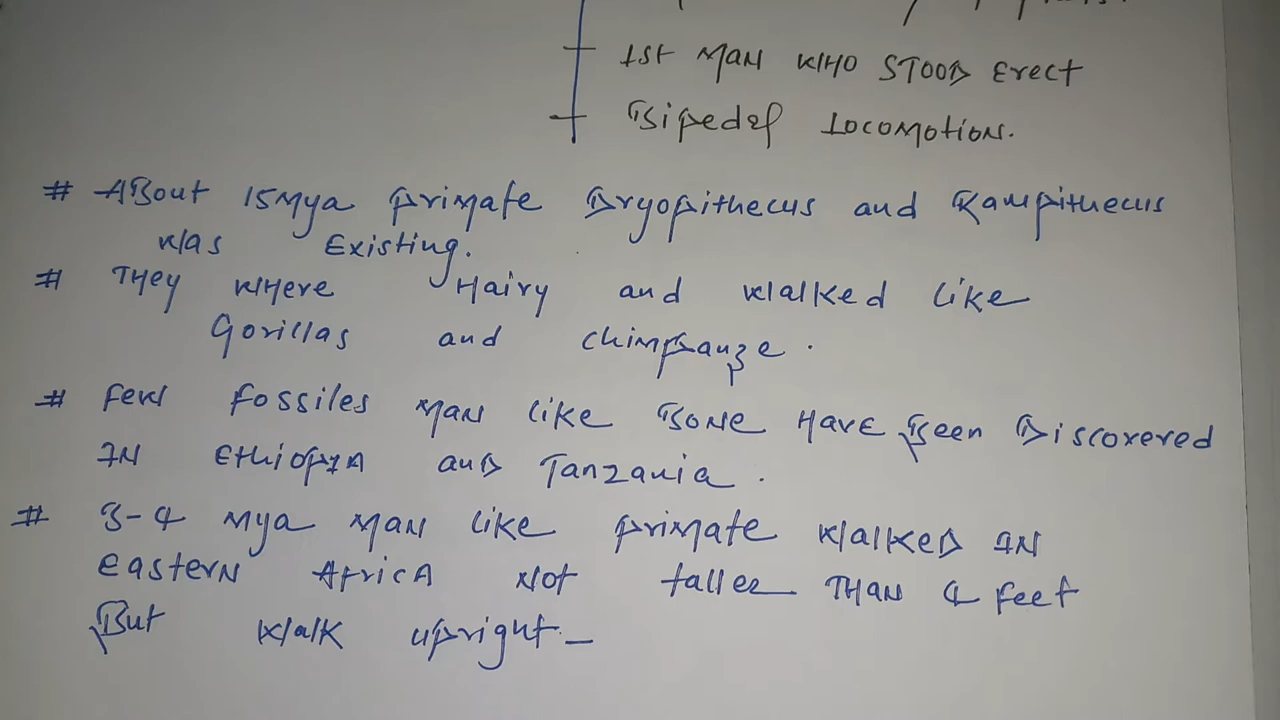 1st Man WHO STOOD Erect
Bipedal Locomotion.
# ABout 15mya primate Dryopithecus and Rampithecus
was Existing.
# THey where Hairy and walked like
Gorillas and chimpanze.
# Few fossiles Man like Bone Have Been Discovered
IN EthiopIA anD Tanzania.
# 3-4 mya Man like primate walkeD IN
EasterN AfricA Not taller THAN 4 feet
But walk upright._